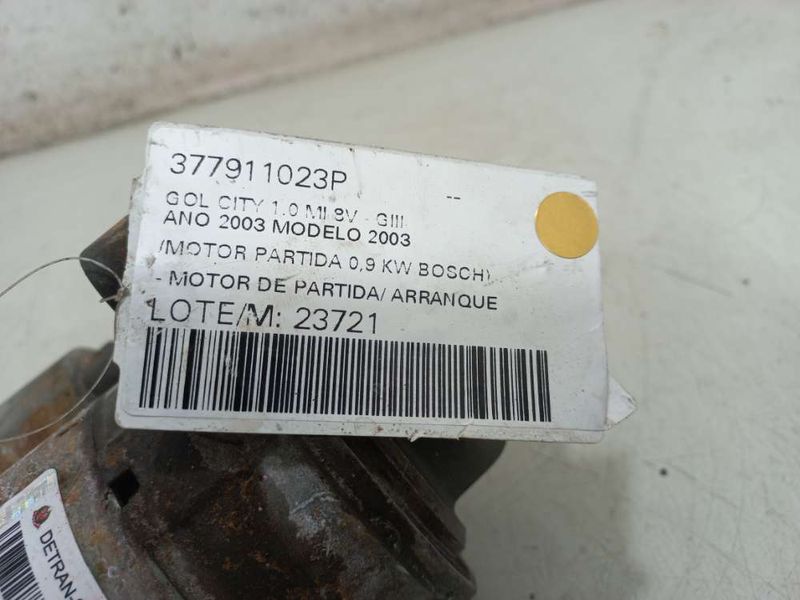 377911023P
--
GOL CITY 1.0 MI 8V - GIII
ANO 2003 MODELO 2003
(MOTOR PARTIDA 0,9 KW BOSCH)
- MOTOR DE PARTIDA/ ARRANQUE
LOTE/M: 23721
DETRAN-